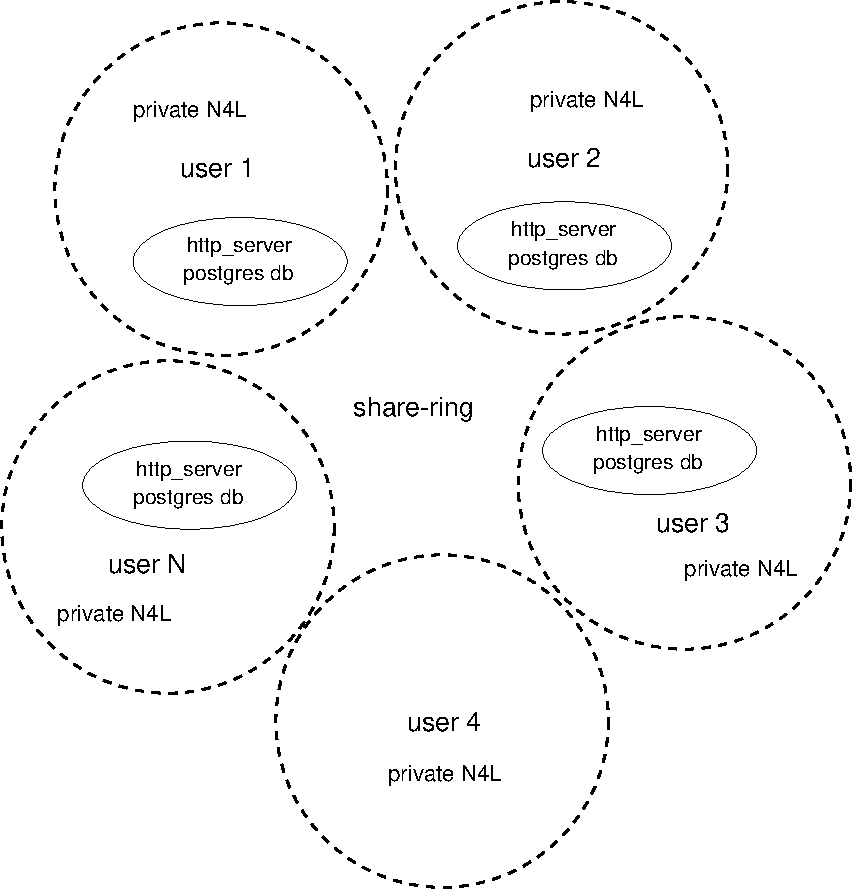 private N4L
user 1
http_server
postgres db
private N4L
user 2
http_server
postgres db
share-ring
http_server
postgres db
user N
private N4L
http_server
postgres db
user 3
private N4L
user 4
private N4L